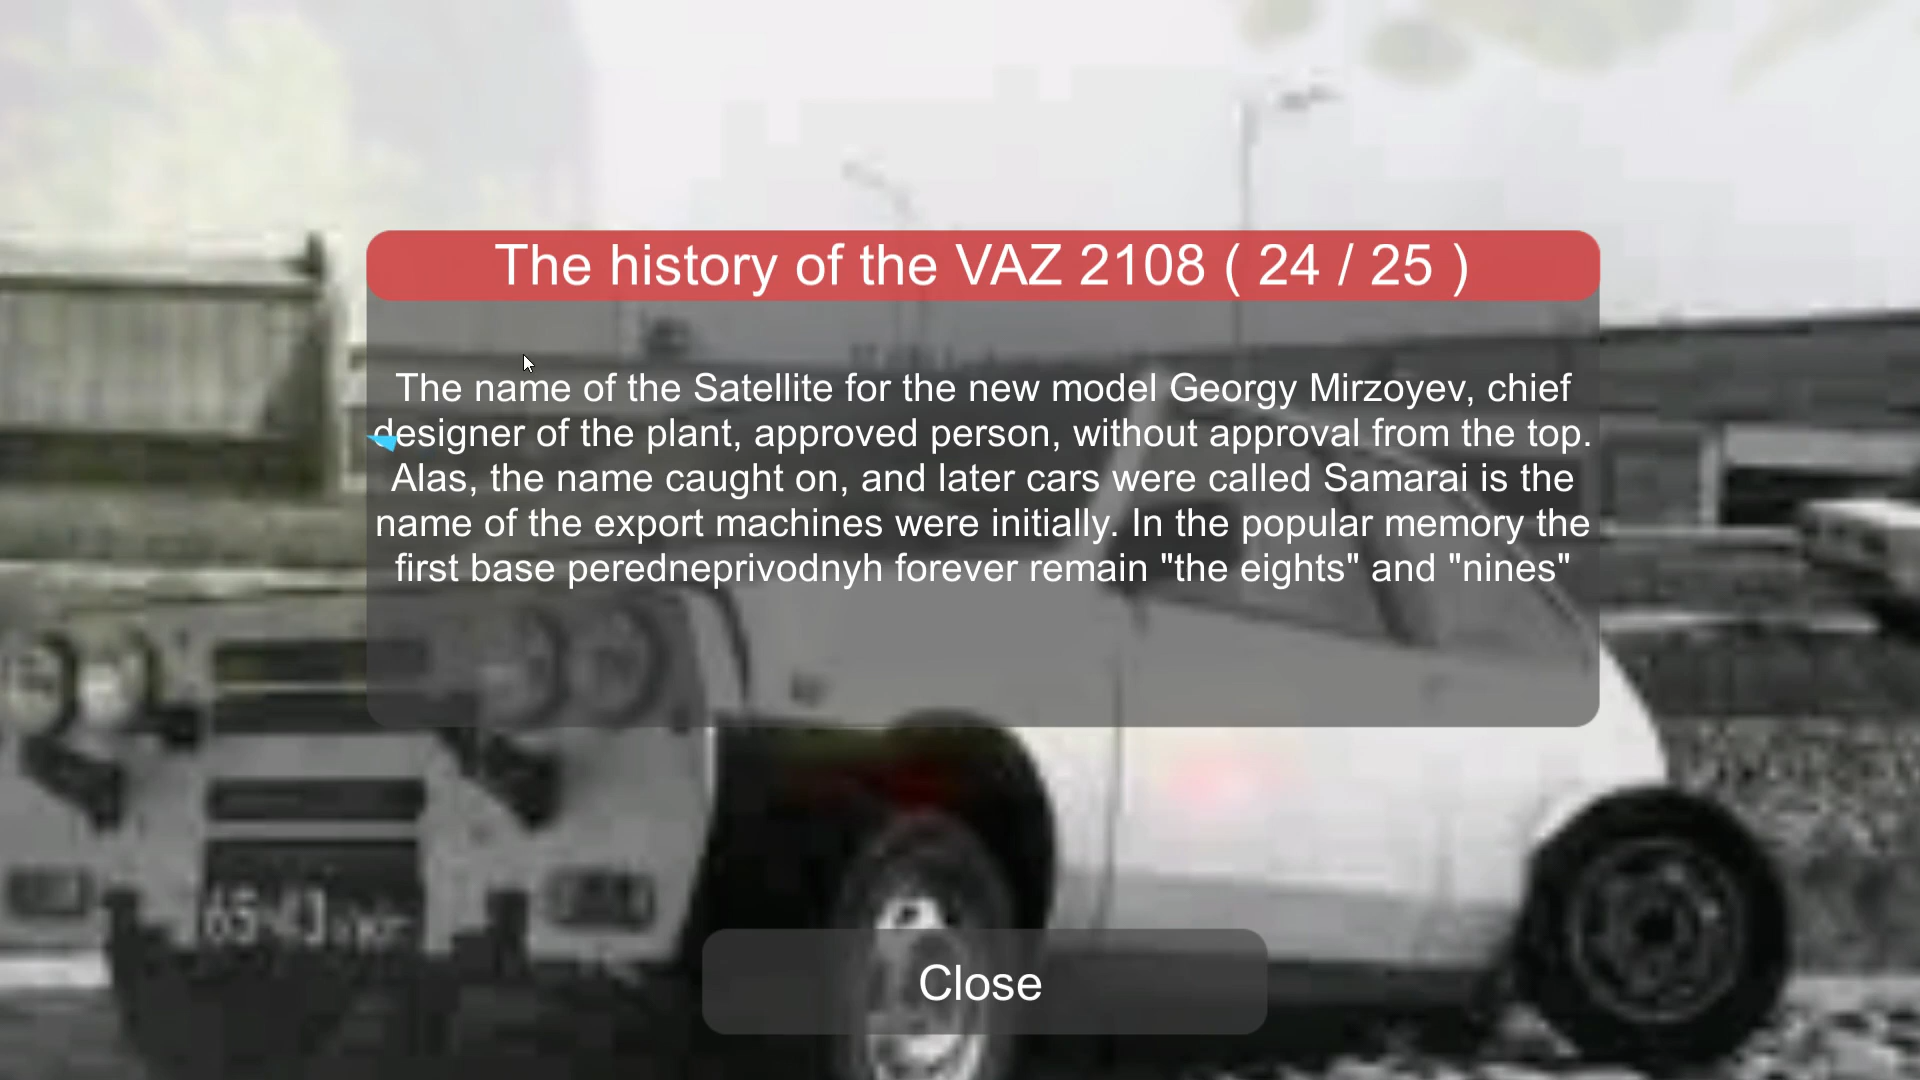 The history of the VAZ 2108 ( 24 / 25 )
The name of the Satellite for the new model Georgy Mirzoyev, chief
designer of the plant, approved person, without approval from the top.
Alas, the name caught on, and later cars were called Samarai is the
name of the export machines were initially. In the popular memory the
first base peredneprivodnyh forever remain "the eights" and "nines"
65-43
Close